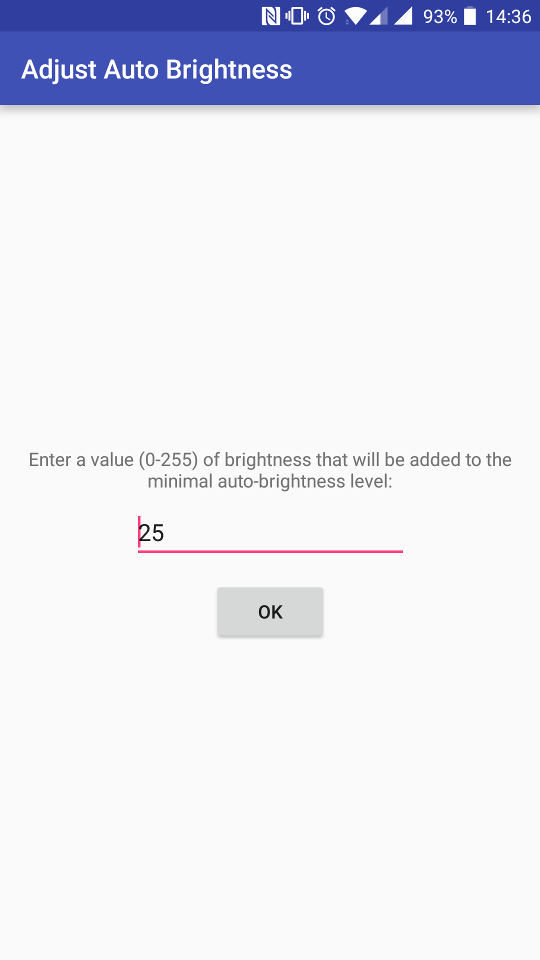 93% 14:36
Adjust Auto Brightness
Enter a value (0-255) of brightness that will be added to the
minimal auto-brightness level:
25
OK